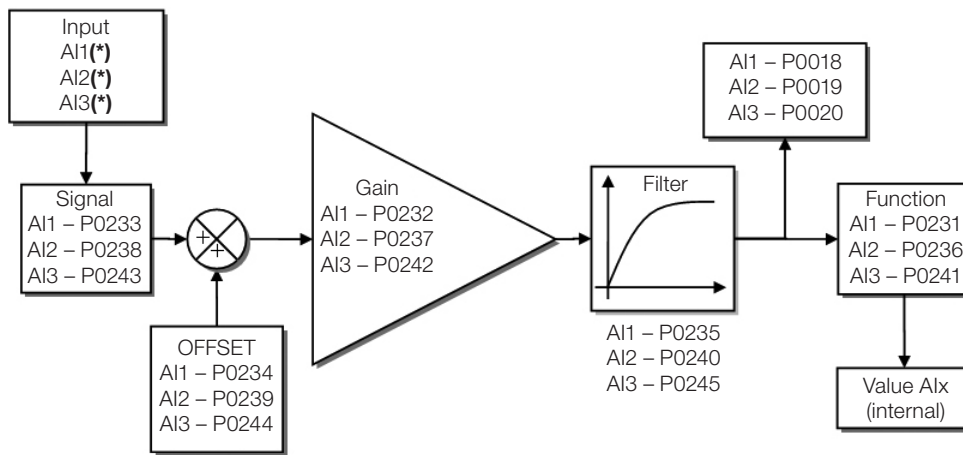 Input
AI1(*)
AI2(*)
AI3(*)
Signal
AI1 – P0233
AI2 – P0238
AI3 – P0243
+
+
OFFSET
AI1 – P0234
AI2 – P0239
AI3 – P0244
Gain
AI1 – P0232
AI2 – P0237
AI3 – P0242
Filter
AI1 – P0235
AI2 – P0240
AI3 – P0245
AI1 – P0018
AI2 – P0019
AI3 – P0020
Function
AI1 – P0231
AI2 – P0236
AI3 – P0241
Value AIx
(internal)